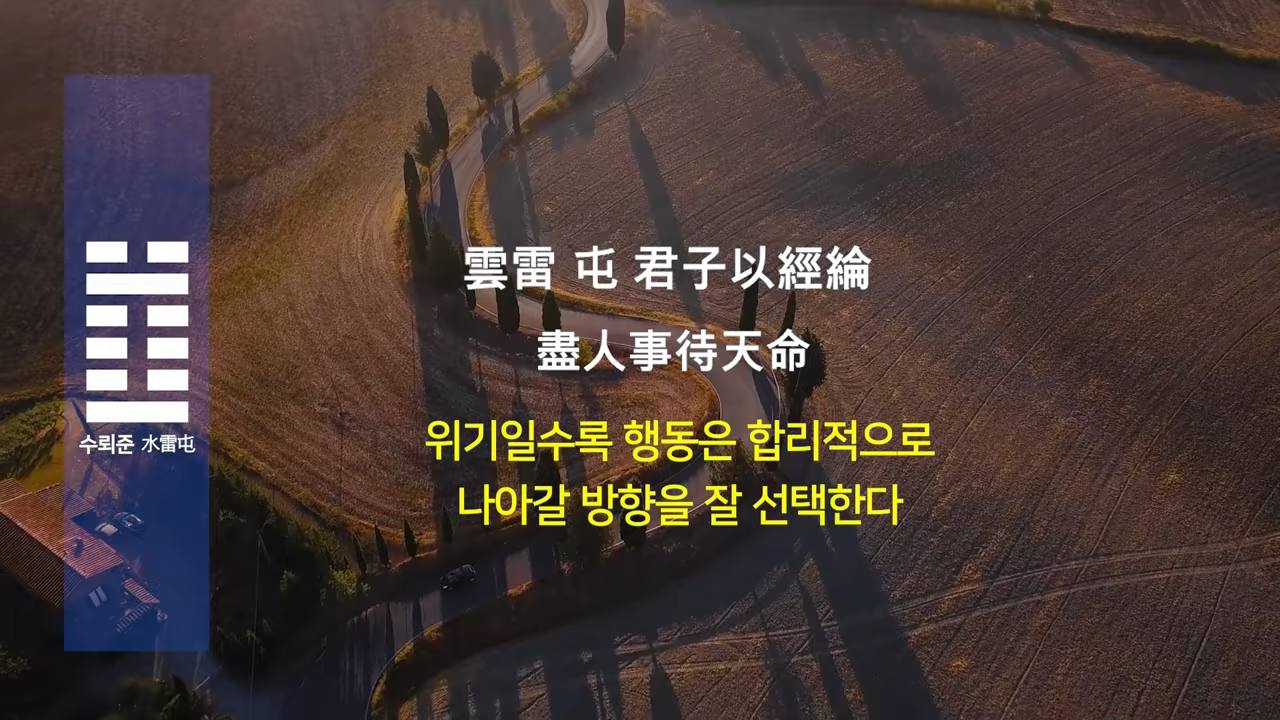 수뢰준 水雷屯
雲雷 屯 君子以經綸
盡人事待天命
위기일수록 행동은 합리적으로
나아갈 방향을 잘 선택한다